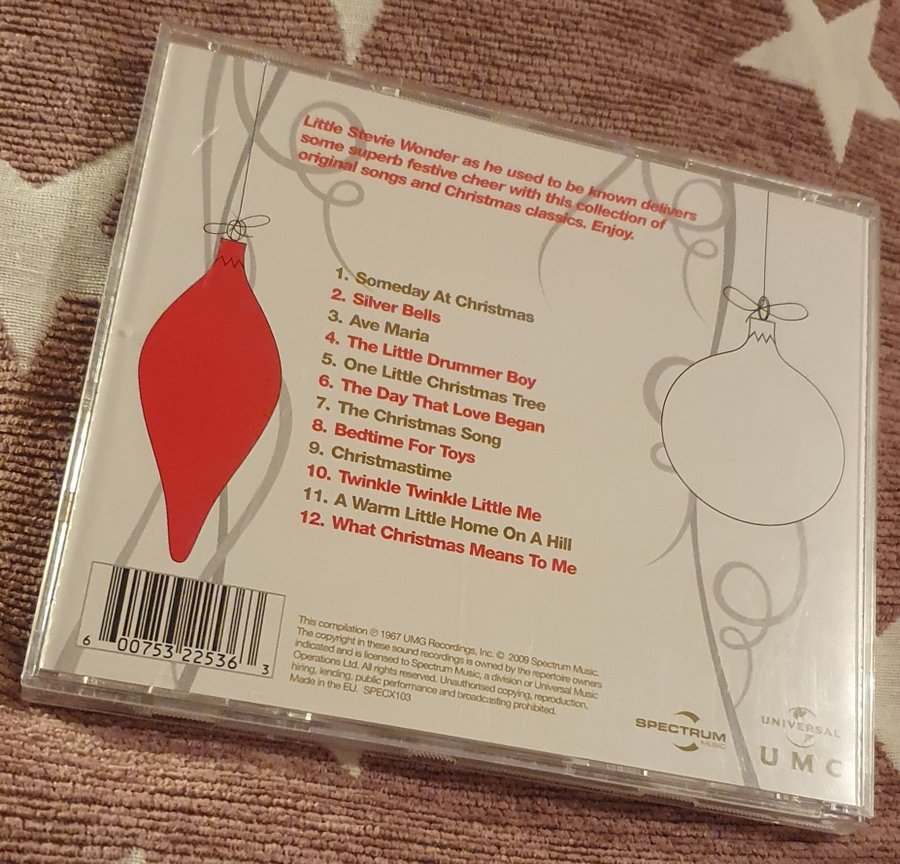 Little Stevie Wonder as he used to be known delivers
some superb festive cheer with this collection of
original songs and Christmas classics. Enjoy.
1. Someday At Christmas
2. Silver Bells
3. Ave Maria
4. The Little Drummer Boy
5. One Little Christmas Tree
6. The Day That Love Began
7. The Christmas Song
8. Bedtime For Toys
9. Christmastime
10. Twinkle Twinkle Little Me
11. A Warm Little Home On A Hill
12. What Christmas Means To Me
6 00753 22536 3
This compilation ℗ 1967 UMG Recordings, Inc. © 2009 Spectrum Music.
The copyright in these sound recordings is owned by the repertoire owners
indicated and is licensed to Spectrum Music, a division or Universal Music
Operations Ltd. All rights reserved. Unauthorised copying, reproduction,
hiring, lending, public performance and broadcasting prohibited.
Made in the EU. SPECX103
SPECTRUM
MUSIC
UNIVERSAL
UMC